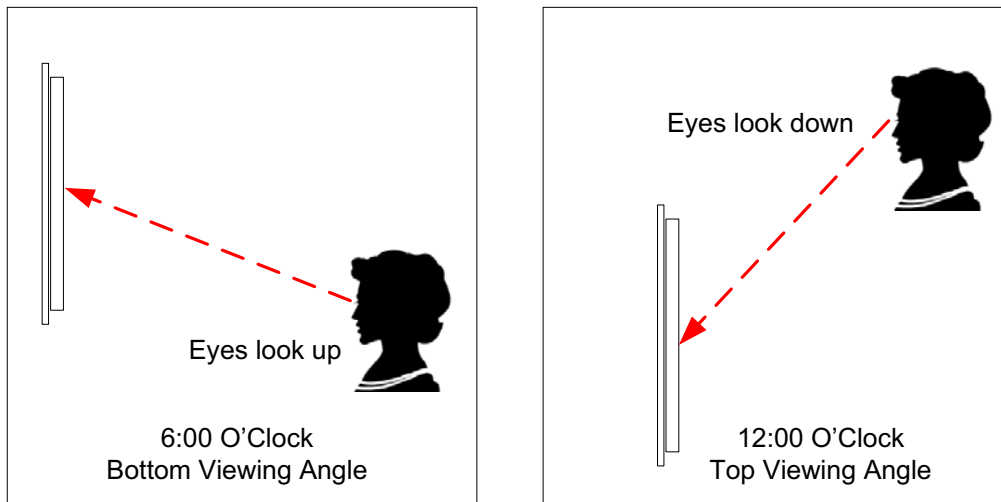 Eyes look up
6:00 O'Clock
Bottom Viewing Angle
Eyes look down
12:00 O'Clock
Top Viewing Angle